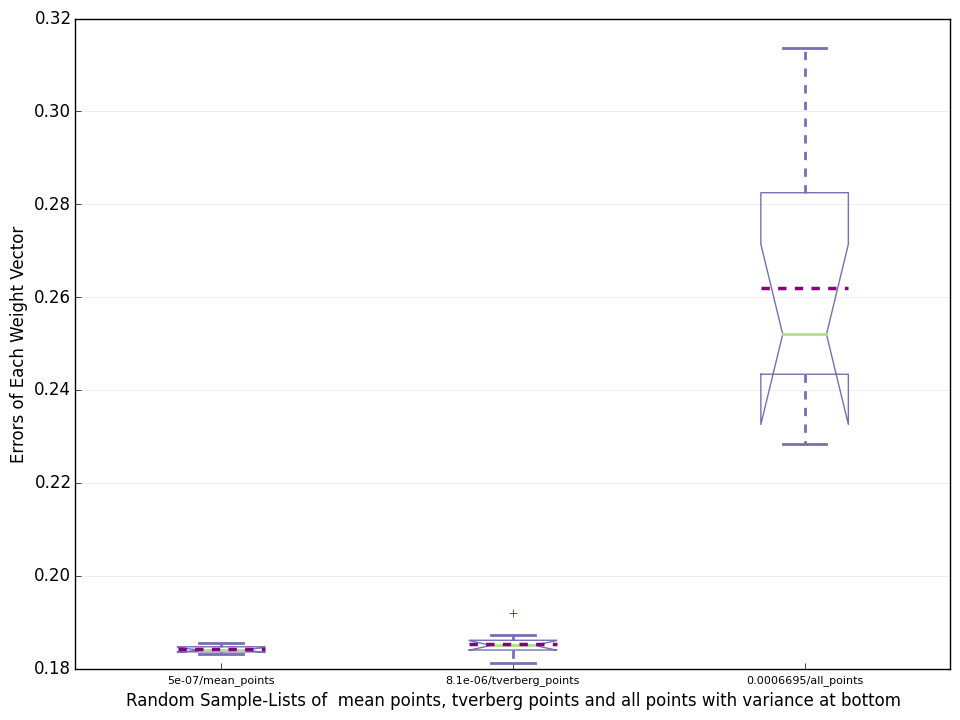 0.32
0.30
0.28
0.26
0.24
0.22
0.20
0.18
Errors of Each Weight Vector
5e-07/mean_points
8.1e-06/tverberg_points
0.0006695/all_points
Random Sample-Lists of  mean points, tverberg points and all points with variance at bottom